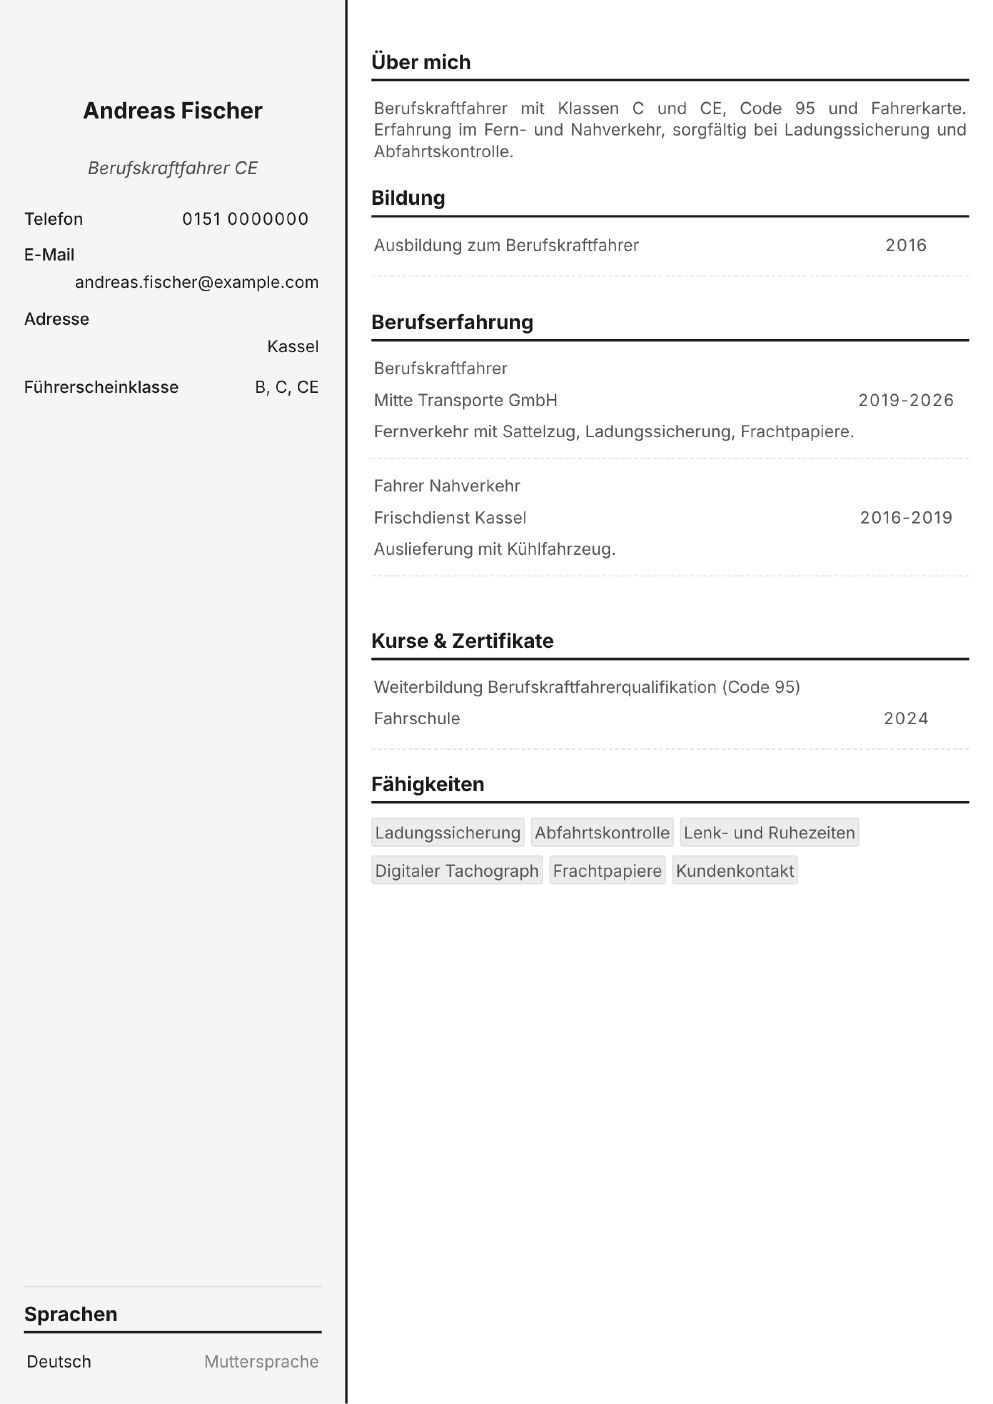 Andreas Fischer
Berufskraftfahrer CE
Telefon 0151 0000000
E-Mail
andreas.fischer@example.com
Adresse
Kassel
Führerscheinklasse B, C, CE
Sprachen
Deutsch Muttersprache
Über mich
Berufskraftfahrer mit Klassen C und CE, Code 95 und Fahrerkarte.
Erfahrung im Fern- und Nahverkehr, sorgfältig bei Ladungssicherung und
Abfahrtskontrolle.
Bildung
Ausbildung zum Berufskraftfahrer 2016
Berufserfahrung
Berufskraftfahrer
Mitte Transporte GmbH 2019-2026
Fernverkehr mit Sattelzug, Ladungssicherung, Frachtpapiere.
Fahrer Nahverkehr
Frischdienst Kassel 2016-2019
Auslieferung mit Kühlfahrzeug.
Kurse & Zertifikate
Weiterbildung Berufskraftfahrerqualifikation (Code 95)
Fahrschule 2024
Fähigkeiten
Ladungssicherung Abfahrtskontrolle Lenk- und Ruhezeiten
Digitaler Tachograph Frachtpapiere Kundenkontakt